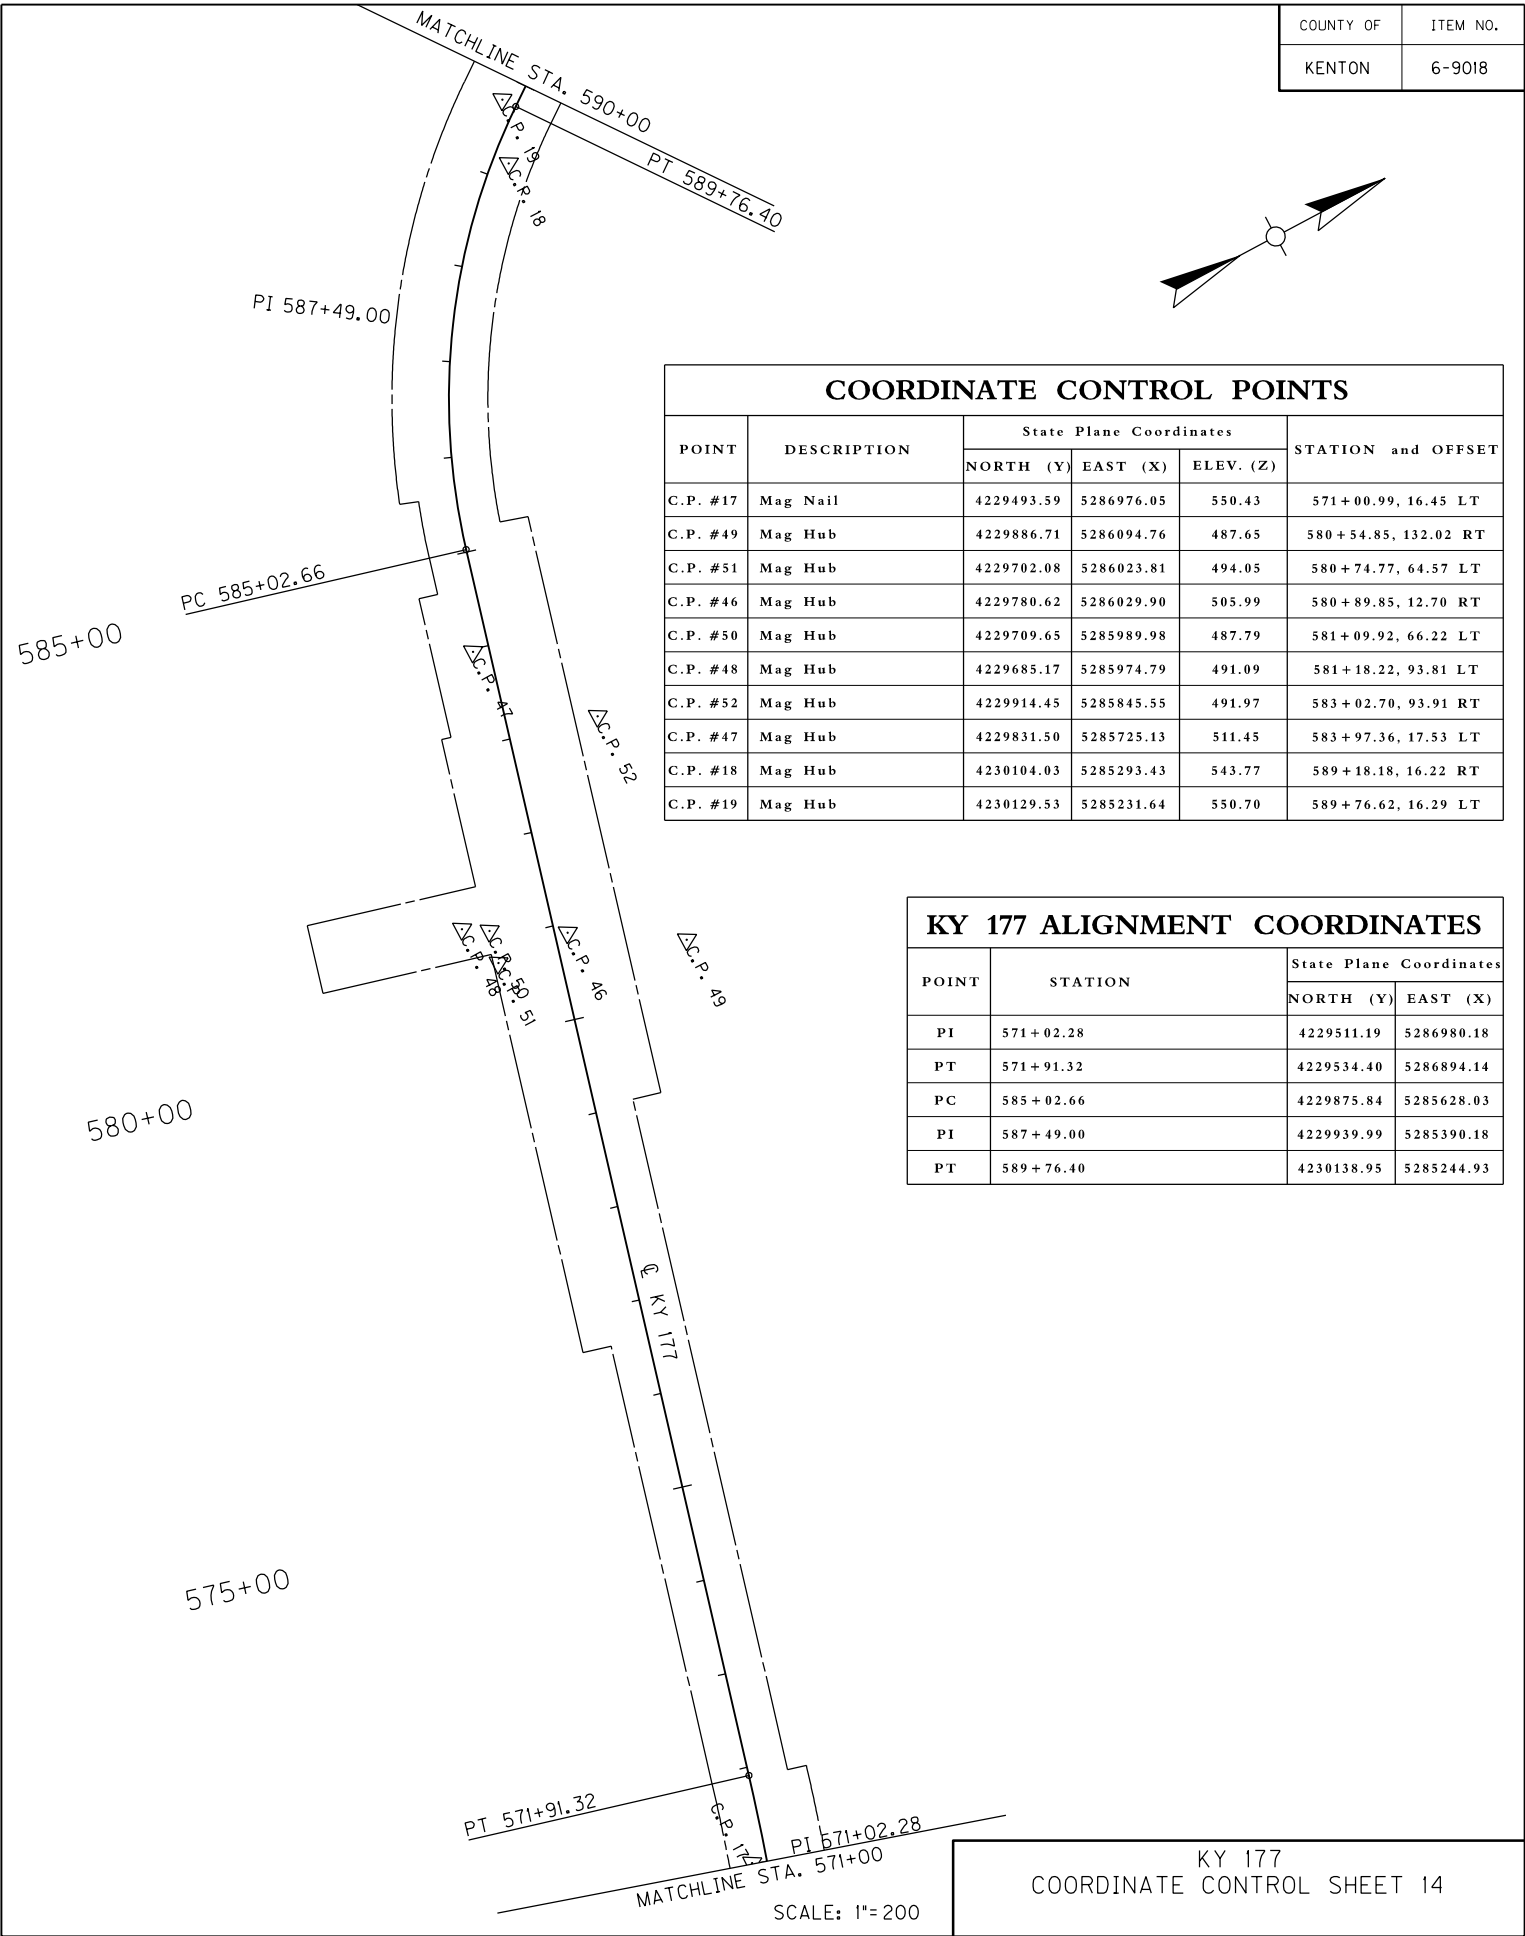 COUNTY OF ITEM NO.
KENTON 6-9018
MATCHLINE STA. 590+00
PT 589+76.40
C.P. 19
C.P. 18
PI 587+49.00
PC 585+02.66
585+00
C.P. 47
C.P. 52
C.P. 48
C.P. 50
C.P. 51
C.P. 46
C.P. 49
580+00
℄ KY 177
575+00
PT 571+91.32
C.P. 17
PI 571+02.28
MATCHLINE STA. 571+00
SCALE: 1"=200
COORDINATE CONTROL POINTS
POINT DESCRIPTION State Plane Coordinates STATION and OFFSET
NORTH (Y) EAST (X) ELEV. (Z)
C.P. #17 Mag Nail 4229493.59 5286976.05 550.43 571+00.99, 16.45 LT
C.P. #49 Mag Hub 4229886.71 5286094.76 487.65 580+54.85, 132.02 RT
C.P. #51 Mag Hub 4229702.08 5286023.81 494.05 580+74.77, 64.57 LT
C.P. #46 Mag Hub 4229780.62 5286029.90 505.99 580+89.85, 12.70 RT
C.P. #50 Mag Hub 4229709.65 5285989.98 487.79 581+09.92, 66.22 LT
C.P. #48 Mag Hub 4229685.17 5285974.79 491.09 581+18.22, 93.81 LT
C.P. #52 Mag Hub 4229914.45 5285845.55 491.97 583+02.70, 93.91 RT
C.P. #47 Mag Hub 4229831.50 5285725.13 511.45 583+97.36, 17.53 LT
C.P. #18 Mag Hub 4230104.03 5285293.43 543.77 589+18.18, 16.22 RT
C.P. #19 Mag Hub 4230129.53 5285231.64 550.70 589+76.62, 16.29 LT
KY 177 ALIGNMENT COORDINATES
POINT STATION State Plane Coordinates
NORTH (Y) EAST (X)
PI 571+02.28 4229511.19 5286980.18
PT 571+91.32 4229534.40 5286894.14
PC 585+02.66 4229875.84 5285628.03
PI 587+49.00 4229939.99 5285390.18
PT 589+76.40 4230138.95 5285244.93
KY 177
COORDINATE CONTROL SHEET 14